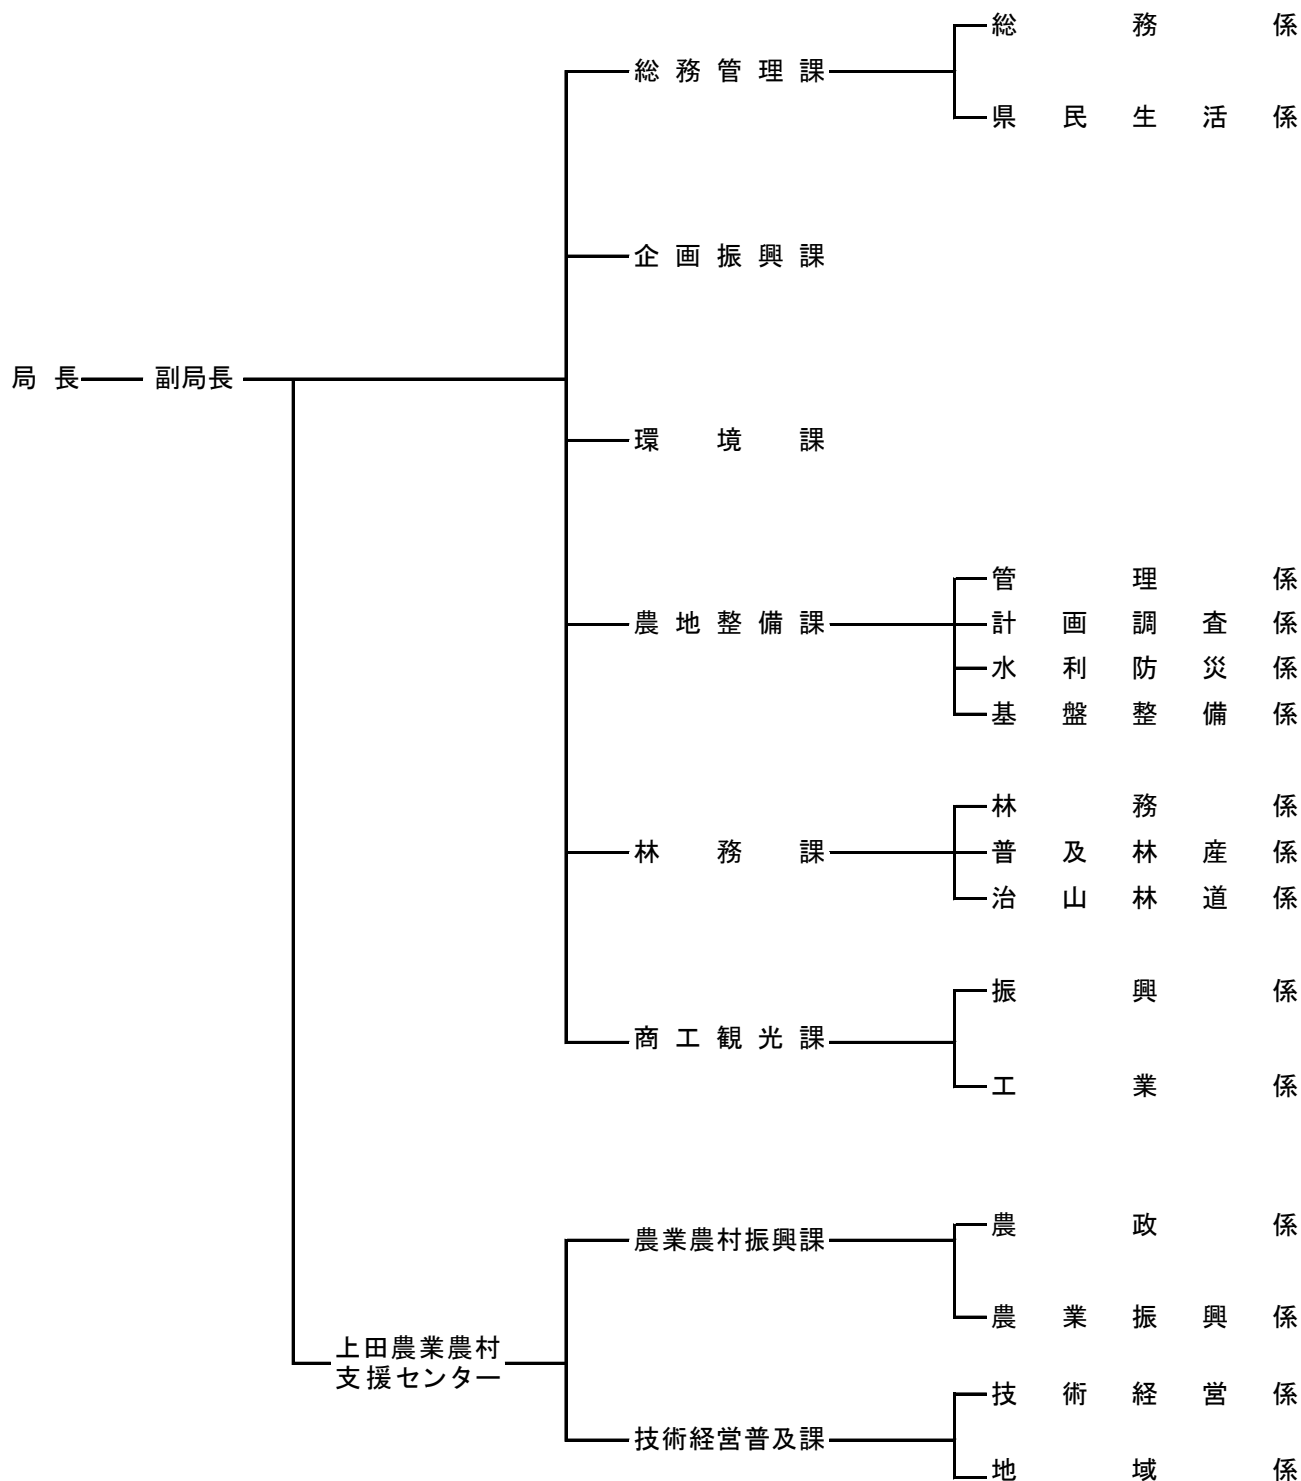 総務係
総務管理課
県民生活係
企画振興課
局長
副局長
環境課
管理係
農地整備課
計画調査係
水利防災係
基盤整備係
林務係
林務課
普及林産係
治山林道係
振興係
商工観光課
工業係
農政係
農業農村振興課
農業振興係
上田農業農村
支援センター
技術経営係
技術経営普及課
地域係